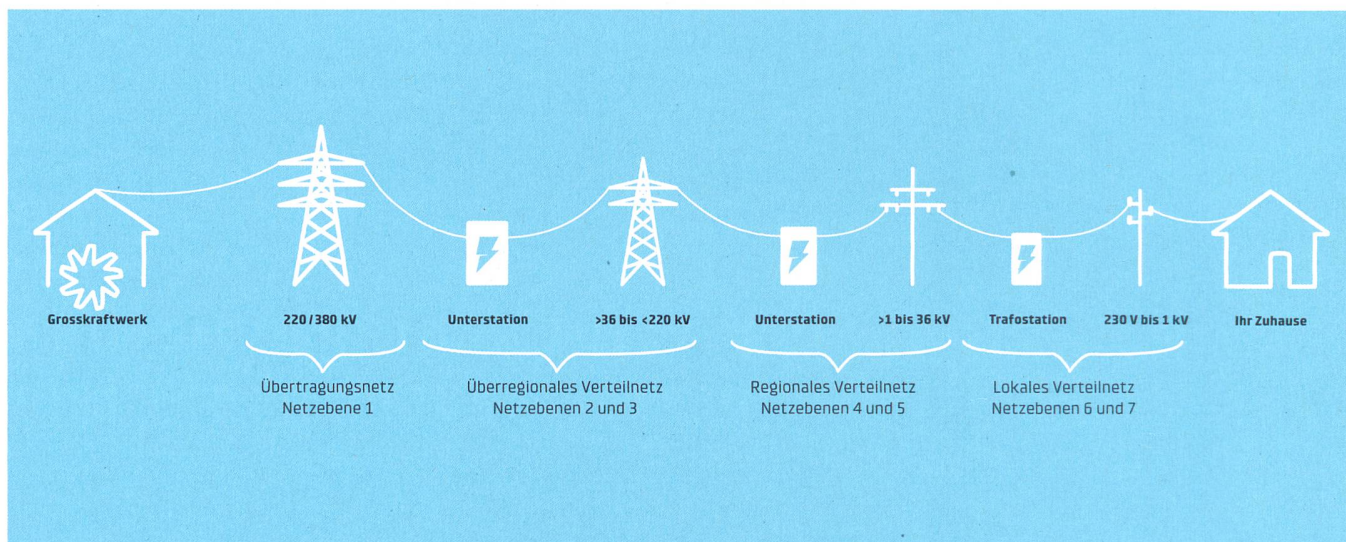 Grosskraftwerk
220/380 kV
Unterstation
>36 bis <220 kV
Unterstation
>1 bis 36 kV
Trafostation
230 V bis 1 kV
Ihr Zuhause
Übertragungsnetz
Netzebene 1
Überregionales Verteilnetz
Netzebenen 2 und 3
Regionales Verteilnetz
Netzebenen 4 und 5
Lokales Verteilnetz
Netzebenen 6 und 7